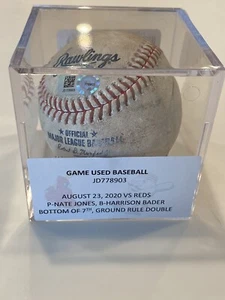 Rawlings
OFFICIAL
MAJOR LEAGUE BASEBALL
GAME USED BASEBALL
JD778903
AUGUST 23, 2020 VS REDS
P-NATE JONES, B-HARRISON BADER
BOTTOM OF 7TH, GROUND RULE DOUBLE